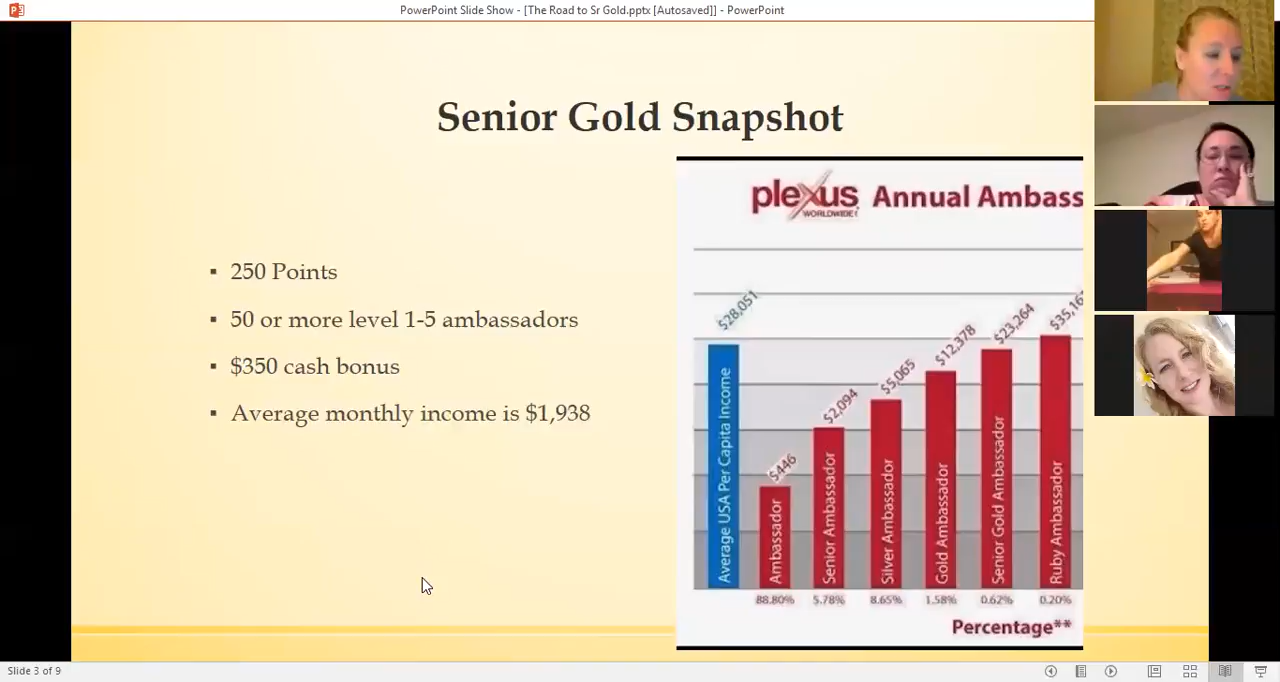 PowerPoint Slide Show - [The Road to Sr Gold.pptx [Autosaved]] - PowerPoint
Senior Gold Snapshot
▪ 250 Points
▪ 50 or more level 1-5 ambassadors
▪ $350 cash bonus
▪ Average monthly income is $1,938
plexus
WORLDWIDE
Annual Ambass
$28,051
$446
$2,094
$5,065
$12,378
$23,264
$35,16
Average USA Per Capita Income
Ambassador
Senior Ambassador
Silver Ambassador
Gold Ambassador
Senior Gold Ambassador
Ruby Ambassador
88.80% 5.78% 8.65% 1.58% 0.62% 0.20%
Percentage**
Slide 3 of 9